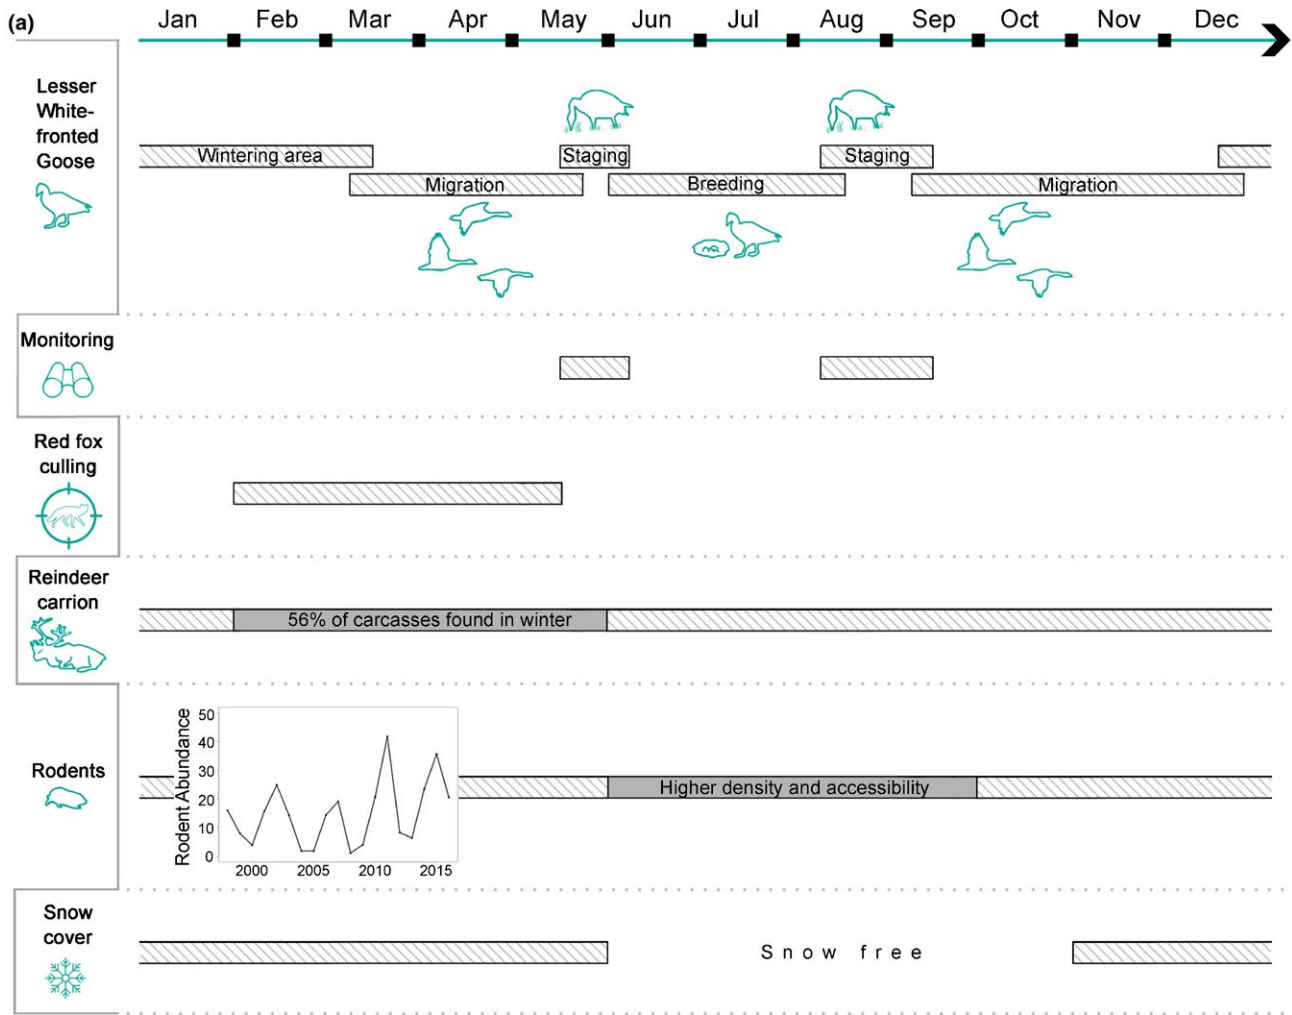 (a)
Jan Feb Mar Apr May Jun Jul Aug Sep Oct Nov Dec
Lesser
White-
fronted
Goose
Wintering area
Staging
Staging
Migration
Breeding
Migration
Monitoring
Red fox
culling
Reindeer
carrion
56% of carcasses found in winter
Rodents
Rodent Abundance
50
40
30
20
10
0
2000 2005 2010 2015
Higher density and accessibility
Snow
cover
Snow free